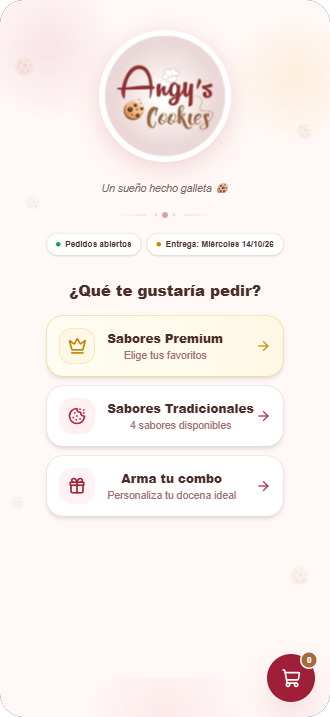 Angy's
Cookies
Un sueño hecho galleta 🍪
Pedidos abiertos
Entrega: Miércoles 14/10/26
¿Qué te gustaría pedir?
Sabores Premium
Elige tus favoritos
Sabores Tradicionales
4 sabores disponibles
Arma tu combo
Personaliza tu docena ideal
0